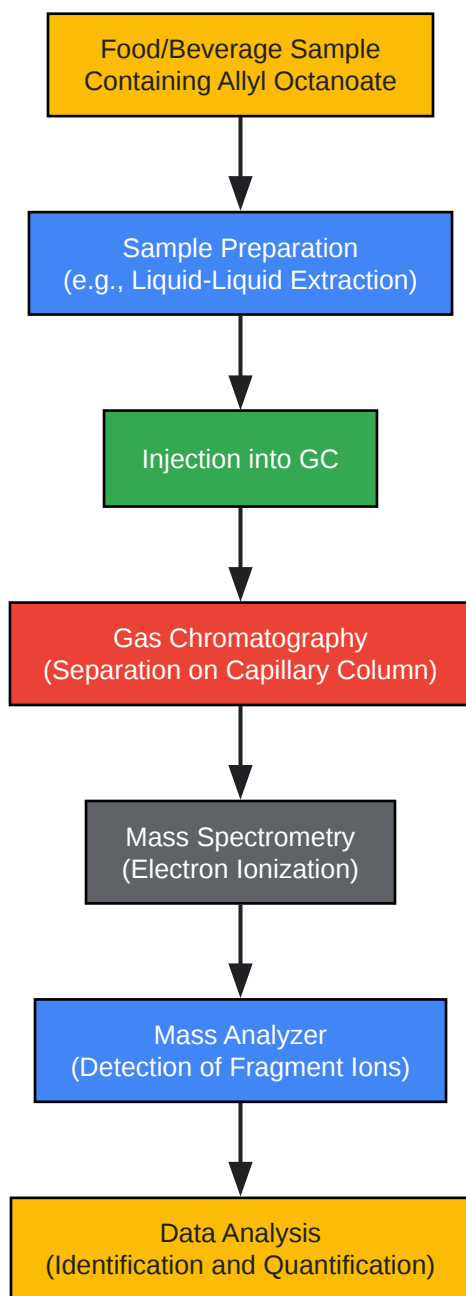 Food/Beverage Sample
Containing Allyl Octanoate
Sample Preparation
(e.g., Liquid-Liquid Extraction)
Injection into GC
Gas Chromatography
(Separation on Capillary Column)
Mass Spectrometry
(Electron Ionization)
Mass Analyzer
(Detection of Fragment Ions)
Data Analysis
(Identification and Quantification)